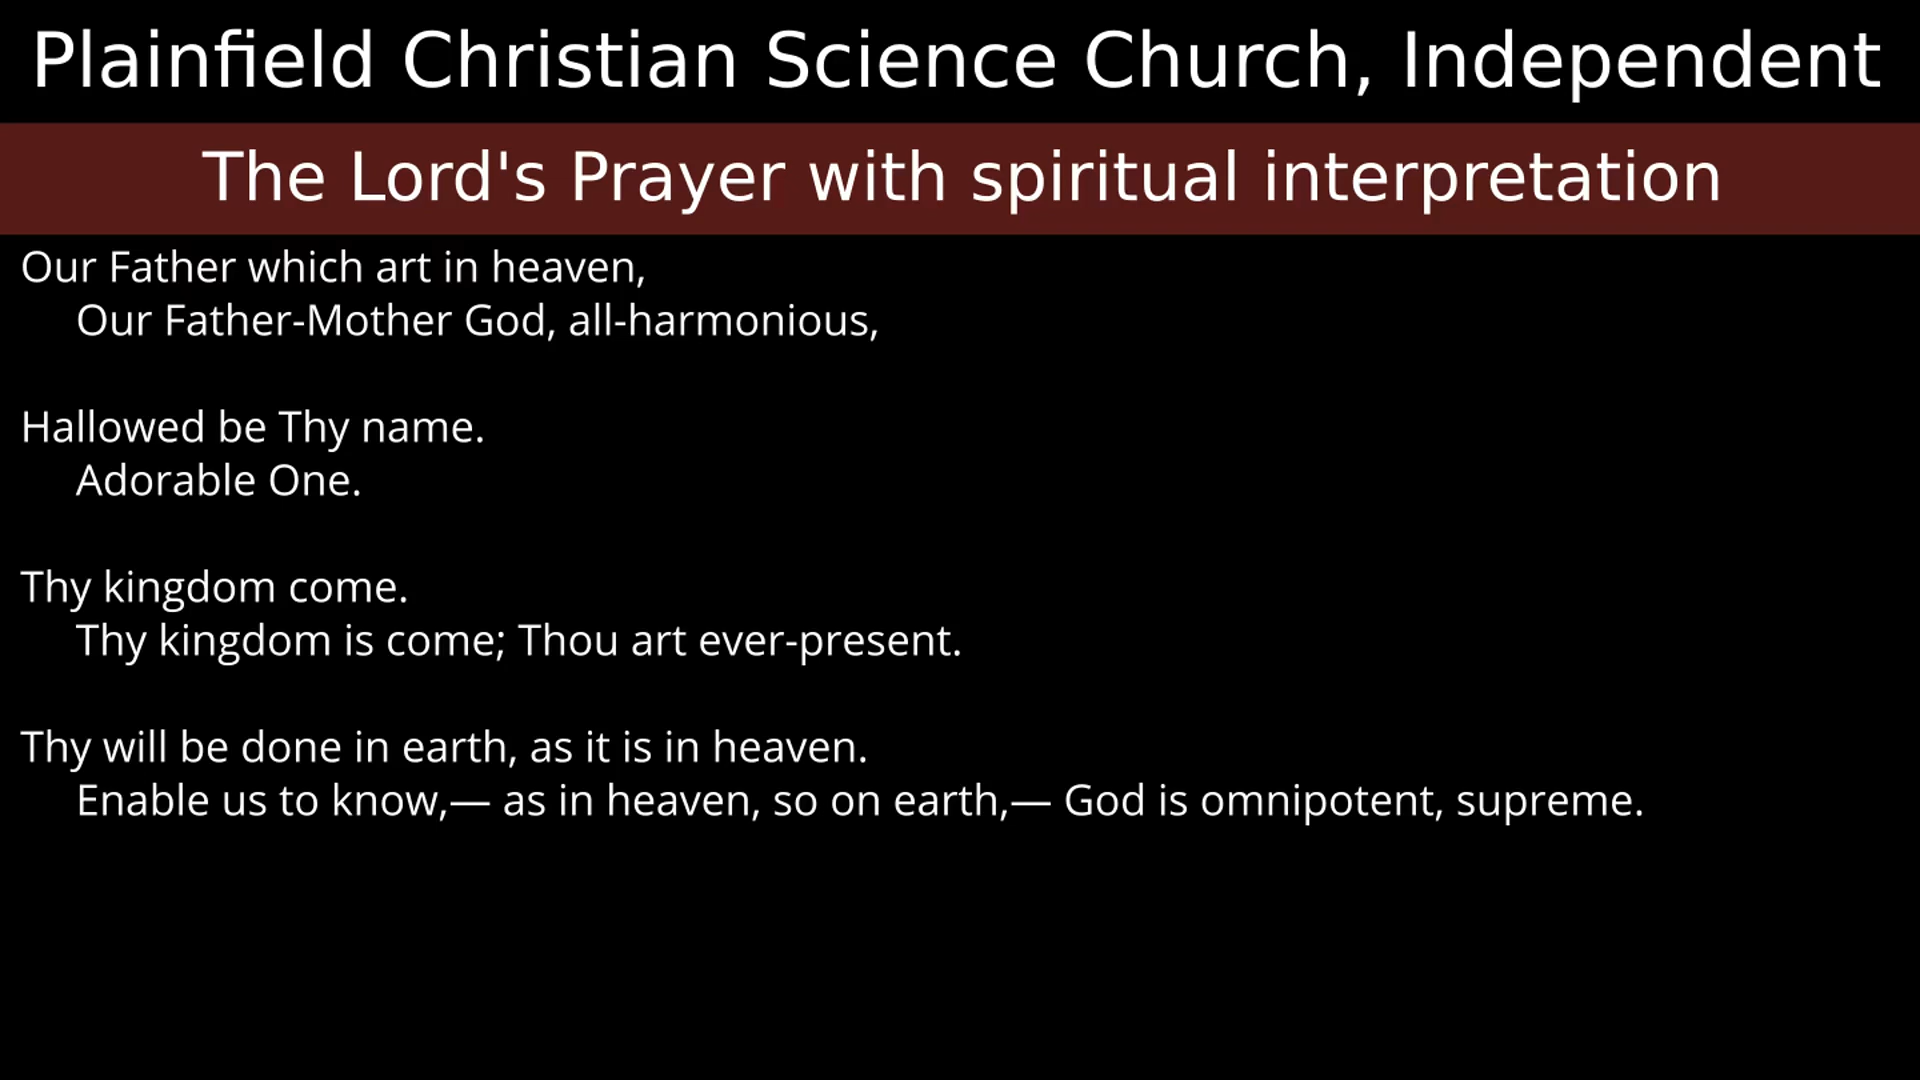 Plainfield Christian Science Church, Independent
The Lord's Prayer with spiritual interpretation
Our Father which art in heaven,
Our Father-Mother God, all-harmonious,
Hallowed be Thy name.
Adorable One.
Thy kingdom come.
Thy kingdom is come; Thou art ever-present.
Thy will be done in earth, as it is in heaven.
Enable us to know,— as in heaven, so on earth,— God is omnipotent, supreme.